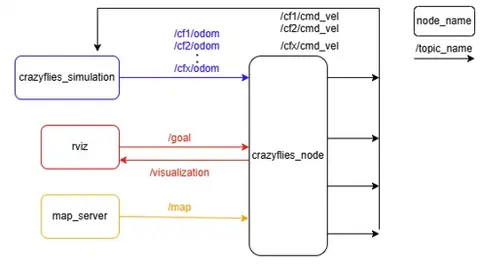 /cf1/odom
/cf2/odom
:
/cfx/odom
/cf1/cmd_vel
/cf2/cmd_vel
:
/cfx/cmd_vel
node_name
/topic_name
crazyflies_simulation
rviz
/goal
/visualization
crazyflies_node
map_server
/map